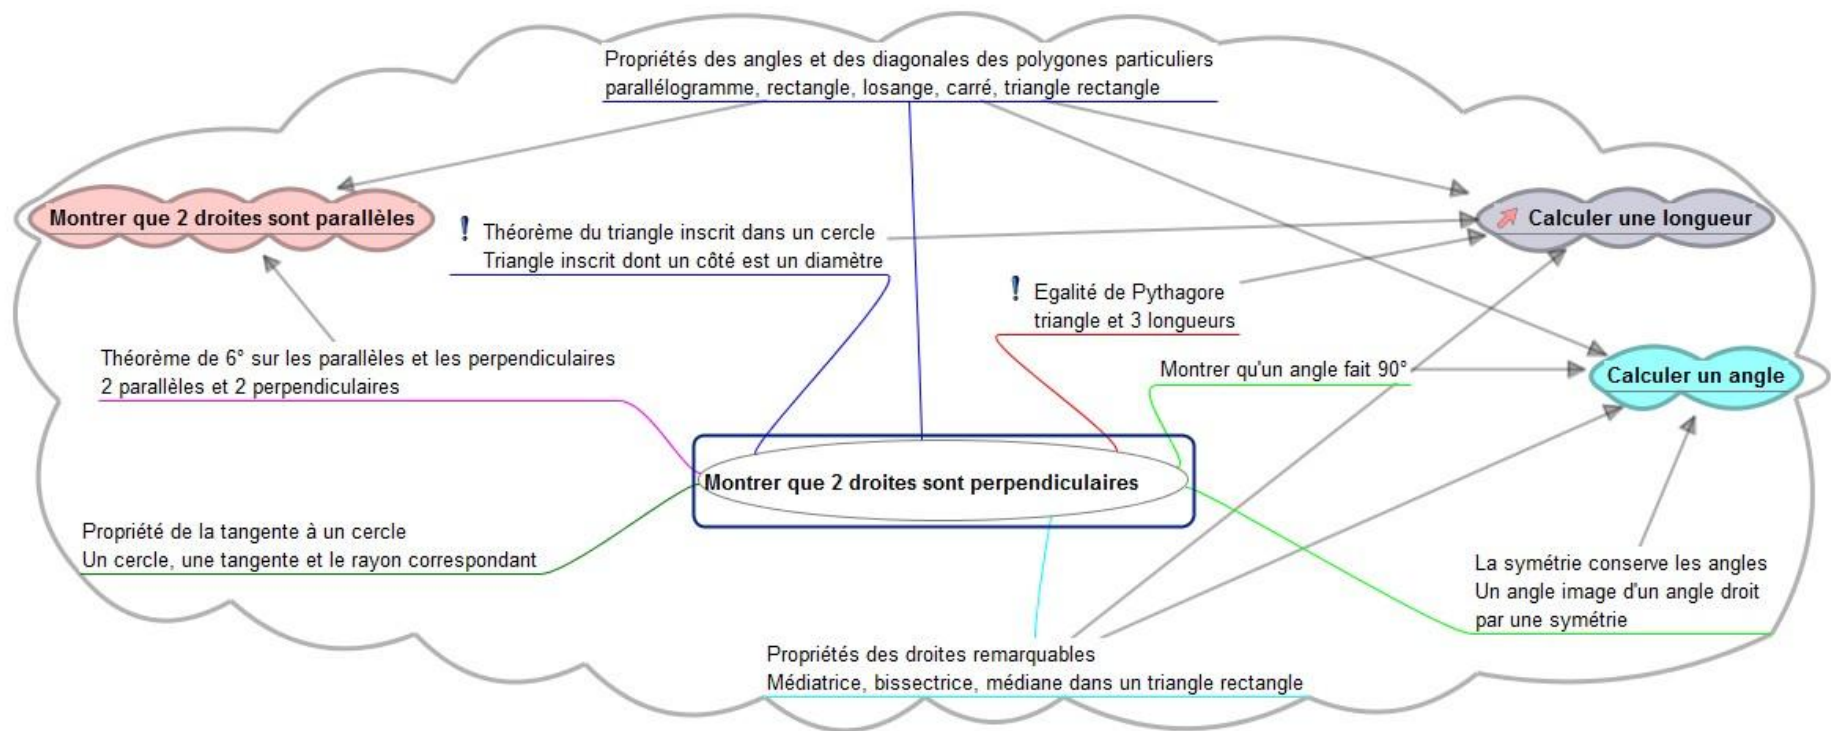 Propriétés des angles et des diagonales des polygones particuliers
parallélogramme, rectangle, losange, carré, triangle rectangle
Montrer que 2 droites sont parallèles
Calculer une longueur
! Théorème du triangle inscrit dans un cercle
Triangle inscrit dont un côté est un diamètre
! Egalité de Pythagore
triangle et 3 longueurs
Théorème de 6° sur les parallèles et les perpendiculaires
2 parallèles et 2 perpendiculaires
Montrer qu'un angle fait 90°
Calculer un angle
Montrer que 2 droites sont perpendiculaires
Propriété de la tangente à un cercle
Un cercle, une tangente et le rayon correspondant
La symétrie conserve les angles
Un angle image d'un angle droit
par une symétrie
Propriétés des droites remarquables
Médiatrice, bissectrice, médiane dans un triangle rectangle